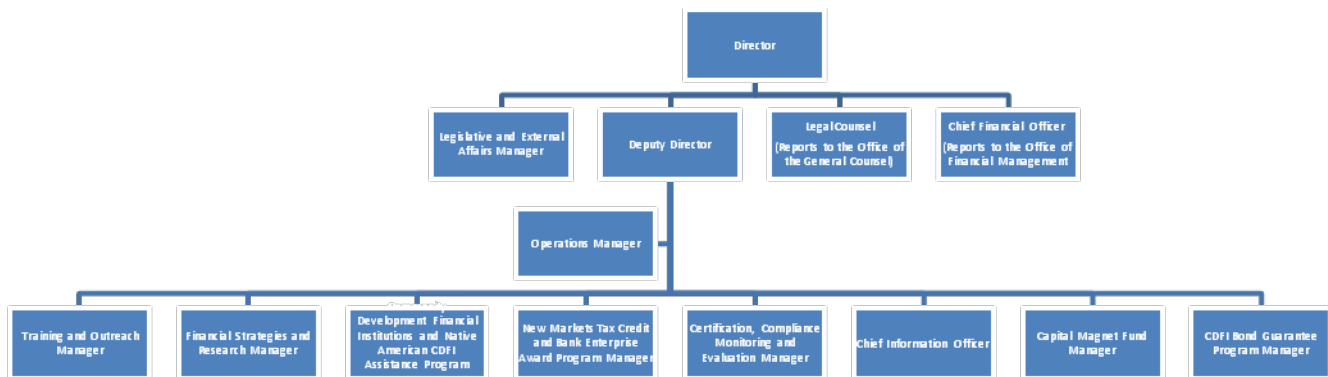 Director
Legislative and External
Affairs Manager
Deputy Director
Legal Counsel
(Reports to the Office of
the General Counsel)
Chief Financial Officer
(Reports to the Office of
Financial Management
Operations Manager
Training and Outreach
Manager
Financial Strategies and
Research Manager
Development Financial
Institutions and Native
American CDFI
Assistance Program
New Markets Tax Credit
and Bank Enterprise
Award Program Manager
Certification, Compliance
Monitoring and
Evaluation Manager
Chief Information Officer
Capital Magnet Fund
Manager
CDFI Bond Guarantee
Program Manager